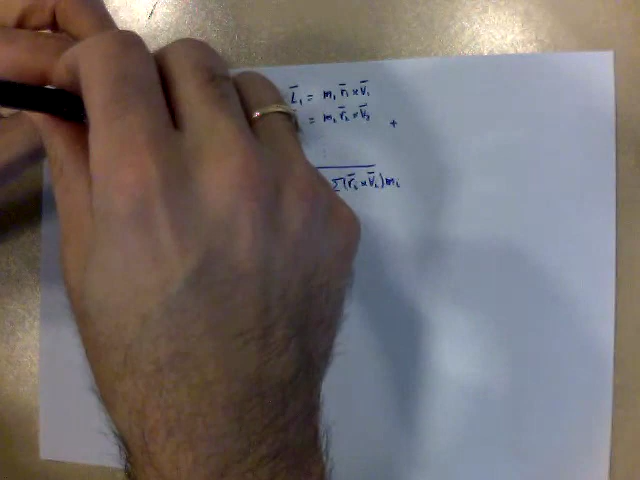 L̄₁ = m₁ r̄₁ × v̄₁
= m₂ r̄₂ × v̄₂ +
⋮
Σ(r̄ᵢ × v̄ᵢ)mᵢ